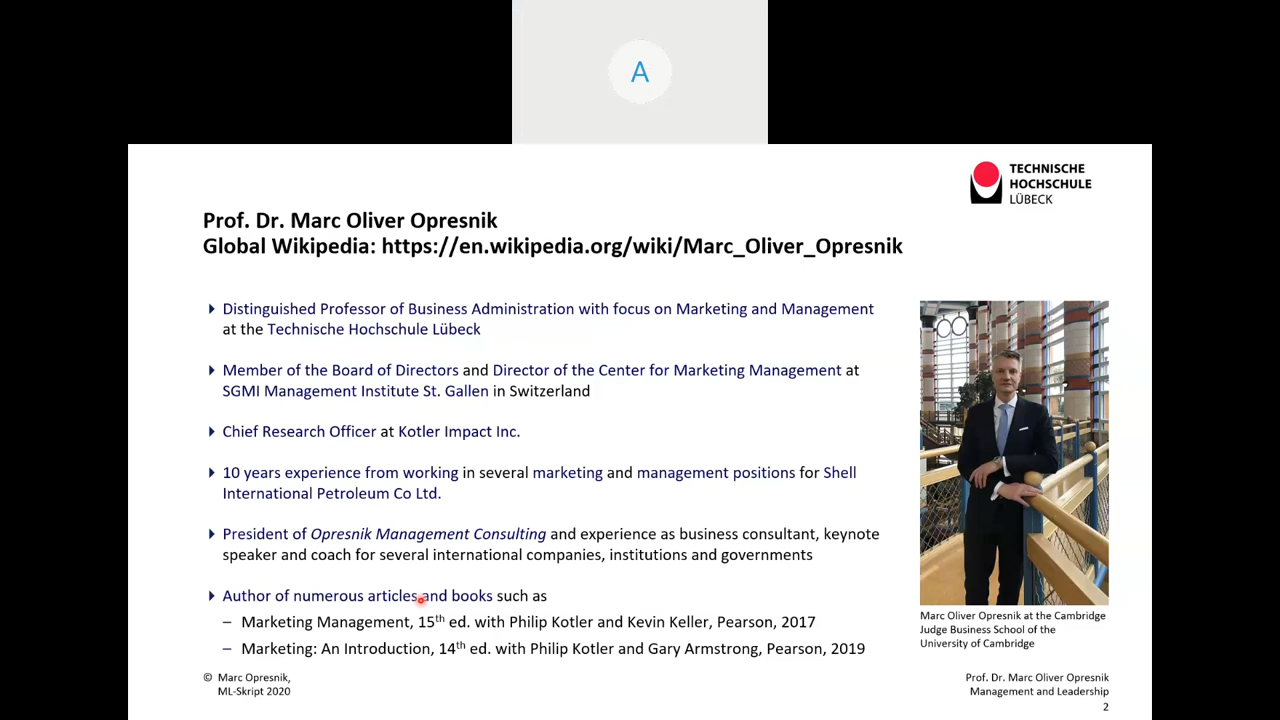 A
TECHNISCHE
HOCHSCHULE
LÜBECK
Prof. Dr. Marc Oliver Opresnik
Global Wikipedia: https://en.wikipedia.org/wiki/Marc_Oliver_Opresnik
Distinguished Professor of Business Administration with focus on Marketing and Management
at the Technische Hochschule Lübeck
Member of the Board of Directors and Director of the Center for Marketing Management at
SGMI Management Institute St. Gallen in Switzerland
Chief Research Officer at Kotler Impact Inc.
10 years experience from working in several marketing and management positions for Shell
International Petroleum Co Ltd.
President of Opresnik Management Consulting and experience as business consultant, keynote
speaker and coach for several international companies, institutions and governments
Author of numerous articles and books such as
– Marketing Management, 15th ed. with Philip Kotler and Kevin Keller, Pearson, 2017
– Marketing: An Introduction, 14th ed. with Philip Kotler and Gary Armstrong, Pearson, 2019
Marc Oliver Opresnik at the Cambridge
Judge Business School of the
University of Cambridge
© Marc Opresnik,
ML-Skript 2020
Prof. Dr. Marc Oliver Opresnik
Management and Leadership
2